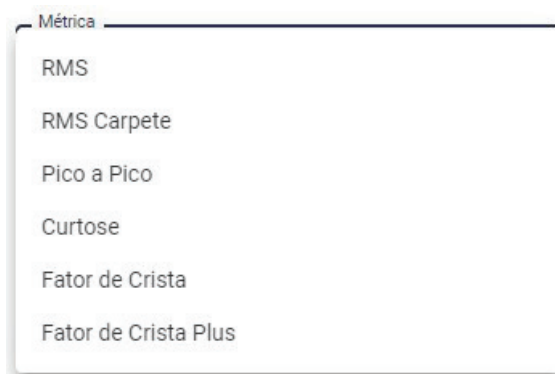 Métrica
RMS
RMS Carpete
Pico a Pico
Curtose
Fator de Crista
Fator de Crista Plus